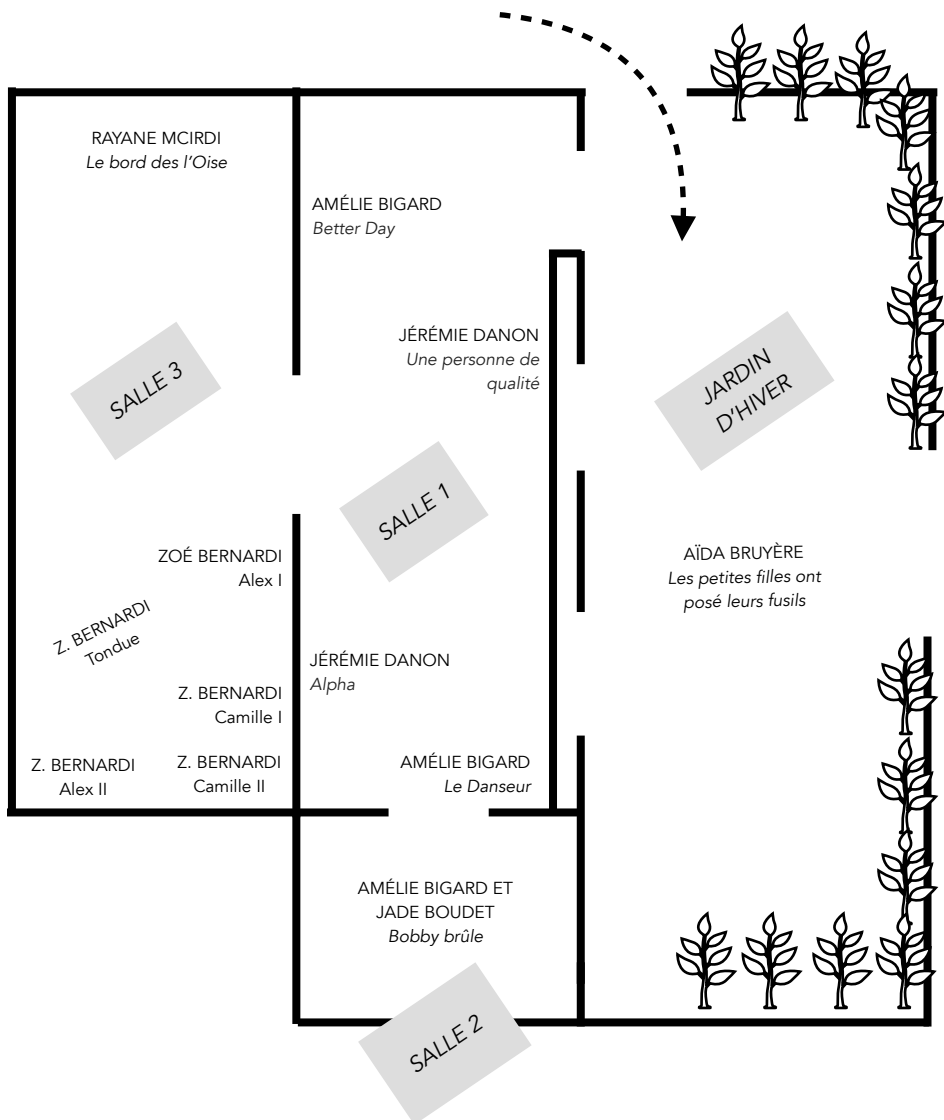 RAYANE MCIRDI
Le bord des l'Oise
AMÉLIE BIGARD
Better Day
JÉRÉMIE DANON
Une personne de
qualité
SALLE 3
JARDIN
D'HIVER
SALLE 1
ZOÉ BERNARDI
Alex I
AÏDA BRUYÈRE
Les petites filles ont
posé leurs fusils
Z. BERNARDI
Tondue
JÉRÉMIE DANON
Alpha
Z. BERNARDI
Camille I
Z. BERNARDI
Alex II
Z. BERNARDI
Camille II
AMÉLIE BIGARD
Le Danseur
AMÉLIE BIGARD ET
JADE BOUDET
Bobby brûle
SALLE 2